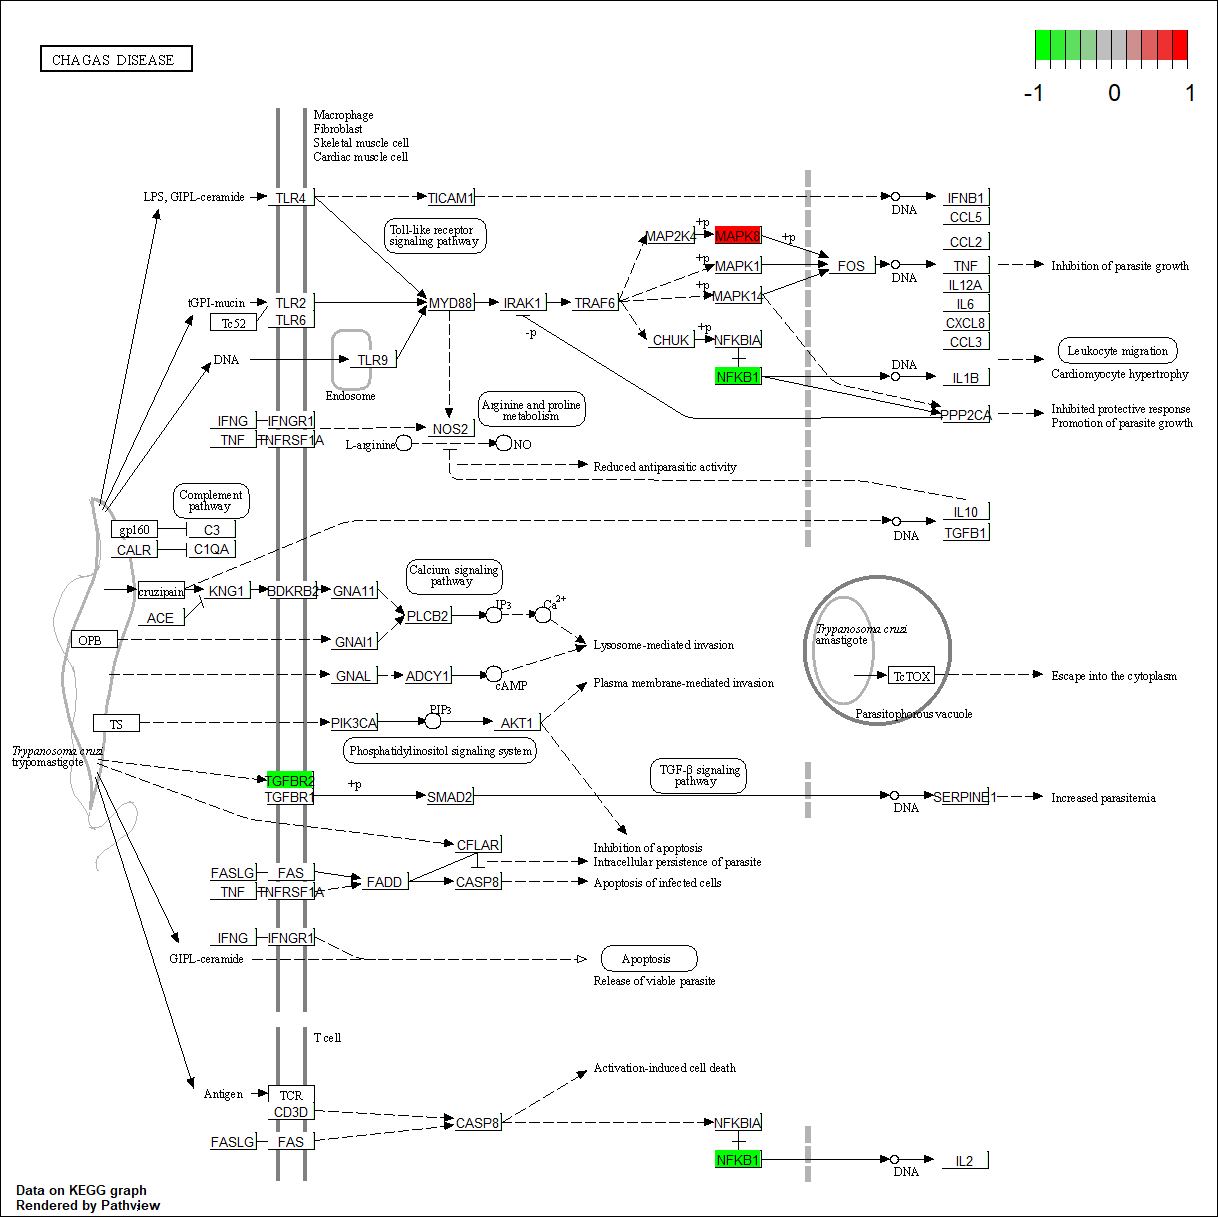 CHAGAS DISEASE
-1 0 1
Macrophage
Fibroblast
Skeletal muscle cell
Cardiac muscle cell
LPS, GIPL-ceramide
TLR4
TICAM1
DNA
IFNB1
CCL5
Toll-like receptor
signaling pathway
MAP2K4
+p
MAPK8
+p
CCL2
+p
MAPK1
FOS
DNA
TNF
Inhibition of parasite growth
+p
MAPK14
IL12A
tGPI-mucin
TLR2
MYD88
IRAK1
TRAF6
IL6
Tc52
TLR6
-p
CXCL8
CHUK
+p
NFKBIA
CCL3
DNA
TLR9
Endosome
Leukocyte migration
Cardiomyocyte hypertrophy
NFKB1
DNA
IL1B
Arginine and proline
metabolism
PPP2CA
Inhibited protective response
Promotion of parasite growth
IFNG
IFNGR1
NOS2
TNF
TNFRSF1A
L-arginine
NO
Reduced antiparasitic activity
Complement
pathway
gp160
C3
CALR
C1QA
DNA
IL10
TGFB1
Calcium signaling
pathway
cruzipain
KNG1
BDKRB2
GNA11
ACE
PLCB2
IP3
Ca2+
OPB
GNAI1
Lysosome-mediated invasion
Trypanosoma cruzi
amastigote
GNAL
ADCY1
cAMP
TcTOX
Escape into the cytoplasm
Plasma membrane-mediated invasion
Parasitophorous vacuole
TS
PIK3CA
PIP3
AKT1
Phosphatidylinositol signaling system
Trypanosoma cruzi
trypomastigote
TGF-β signaling
pathway
TGFBR2
TGFBR1
+p
SMAD2
DNA
SERPINE1
Increased parasitemia
CFLAR
Inhibition of apoptosis
Intracellular persistence of parasite
FASLG
FAS
FADD
CASP8
Apoptosis of infected cells
TNF
TNFRSF1A
IFNG
IFNGR1
GIPL-ceramide
Apoptosis
Release of viable parasite
T cell
Activation-induced cell death
Antigen
TCR
CD3D
CASP8
NFKBIA
FASLG
FAS
NFKB1
DNA
IL2
Data on KEGG graph
Rendered by Pathview